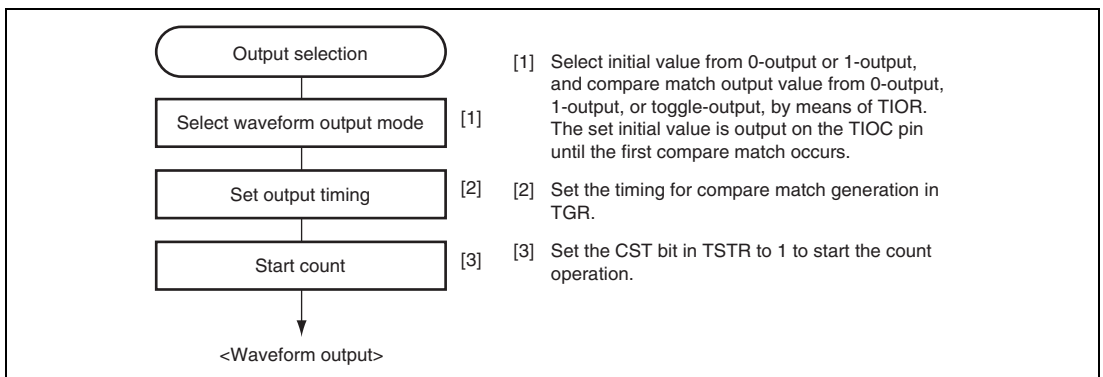 Output selection
Select waveform output mode [1]
Set output timing [2]
Start count [3]
<Waveform output>
[1] Select initial value from 0-output or 1-output,
and compare match output value from 0-output,
1-output, or toggle-output, by means of TIOR.
The set initial value is output on the TIOC pin
until the first compare match occurs.
[2] Set the timing for compare match generation in
TGR.
[3] Set the CST bit in TSTR to 1 to start the count
operation.